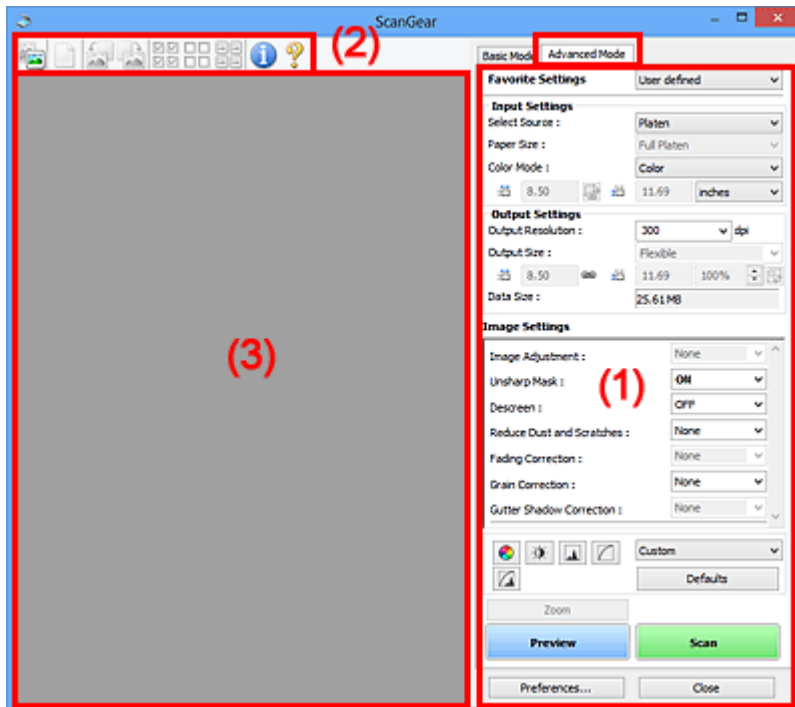 ScanGear
(2)
Basic Mode Advanced Mode
Favorite Settings User defined
Input Settings
Select Source : Platen
Paper Size : Full Platen
Color Mode : Color
8.50 11.69 inches
Output Settings
Output Resolution : 300 dpi
Output Size : Flexible
8.50 11.69 100%
Data Size : 25.61MB
Image Settings
(3)
(1)
Image Adjustment : None
Unsharp Mask : ON
Descreen : OFF
Reduce Dust and Scratches : None
Fading Correction : None
Grain Correction : None
Gutter Shadow Correction : None
Custom
Defaults
Zoom
Preview Scan
Preferences... Close